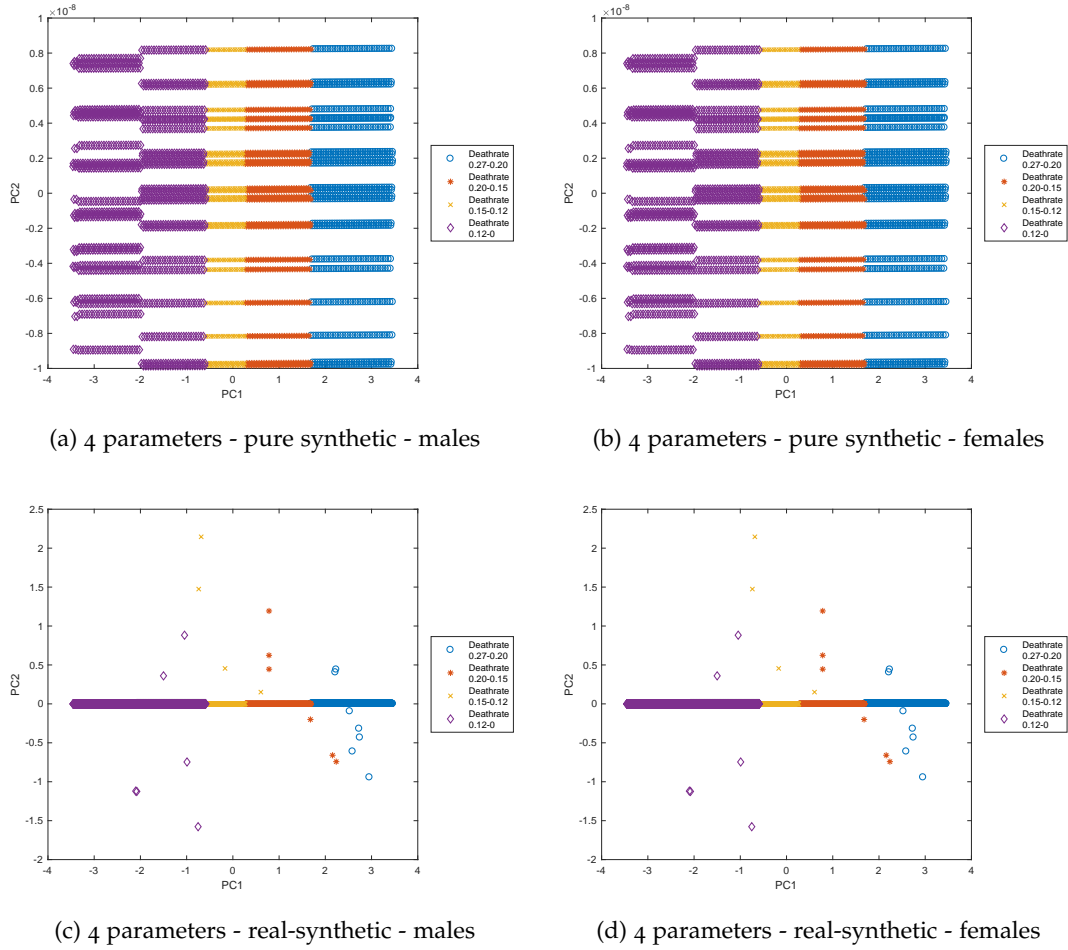 ×10⁻⁸
1
0.8
0.6
0.4
0.2
0
-0.2
-0.4
-0.6
-0.8
-1
PC2
-4 -3 -2 -1 0 1 2 3 4
PC1
Deathrate
0.27-0.20
Deathrate
0.20-0.15
Deathrate
0.15-0.12
Deathrate
0.12-0
(a) 4 parameters - pure synthetic - males
×10⁻⁸
1
0.8
0.6
0.4
0.2
0
-0.2
-0.4
-0.6
-0.8
-1
PC2
-4 -3 -2 -1 0 1 2 3 4
PC1
Deathrate
0.27-0.20
Deathrate
0.20-0.15
Deathrate
0.15-0.12
Deathrate
0.12-0
(b) 4 parameters - pure synthetic - females
2.5
2
1.5
1
0.5
0
-0.5
-1
-1.5
-2
PC2
-4 -3 -2 -1 0 1 2 3 4
PC1
Deathrate
0.27-0.20
Deathrate
0.20-0.15
Deathrate
0.15-0.12
Deathrate
0.12-0
(c) 4 parameters - real-synthetic - males
2.5
2
1.5
1
0.5
0
-0.5
-1
-1.5
-2
PC2
-4 -3 -2 -1 0 1 2 3 4
PC1
Deathrate
0.27-0.20
Deathrate
0.20-0.15
Deathrate
0.15-0.12
Deathrate
0.12-0
(d) 4 parameters - real-synthetic - females